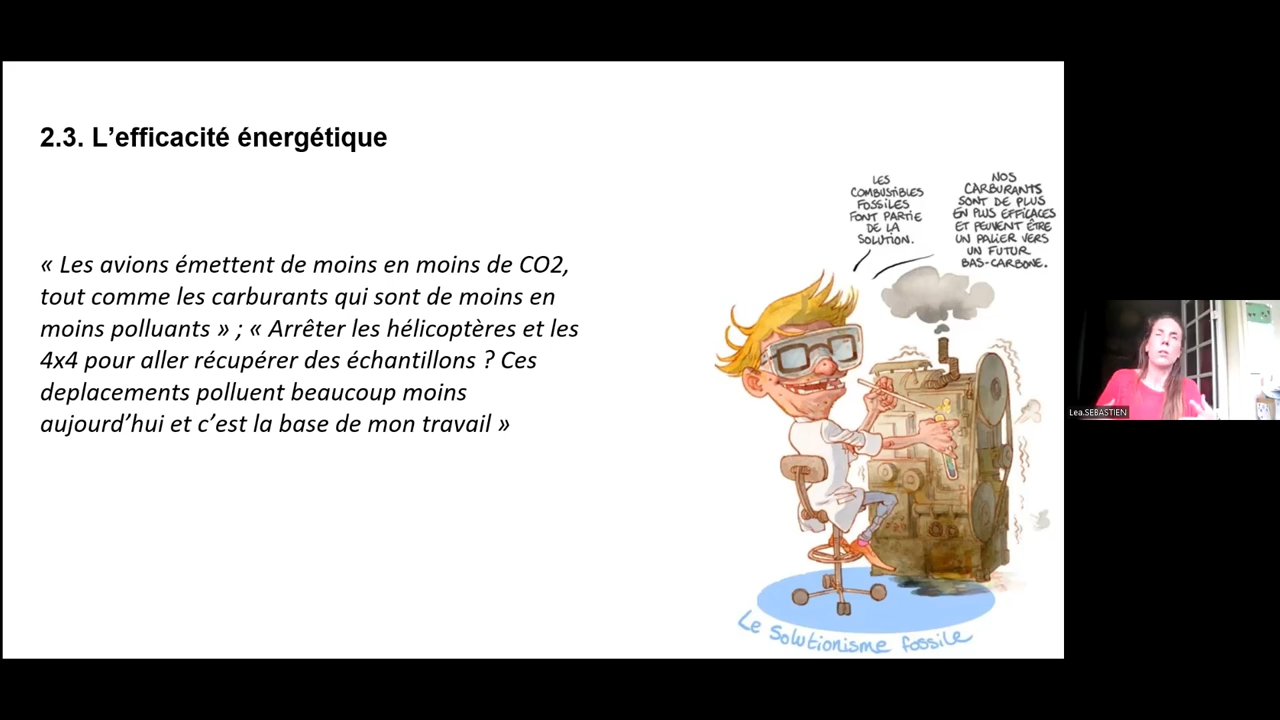 2.3. L’efficacité énergétique
« Les avions émettent de moins en moins de CO2,
tout comme les carburants qui sont de moins en
moins polluants » ; « Arrêter les hélicoptères et les
4x4 pour aller récupérer des échantillons ? Ces
deplacements polluent beaucoup moins
aujourd’hui et c’est la base de mon travail »
LES
COMBUSTIBLES
FOSSILES
FONT PARTIE
DE LA
SOLUTION.
NOS
CARBURANTS
SONT DE PLUS
EN PLUS EFFICACES
ET PEUVENT ÊTRE
UN PALIER VERS
UN FUTUR
BAS-CARBONE.
Le solutionisme fossile
Lea.SEBASTIEN